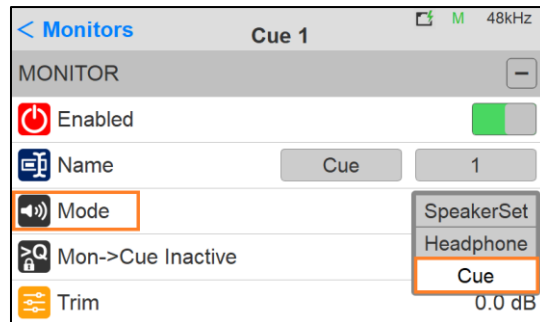 < Monitors Cue 1 M 48kHz
MONITOR −
Enabled
Name Cue 1
Mode SpeakerSet
Headphone
>Q Mon->Cue Inactive
Cue
Trim 0.0 dB